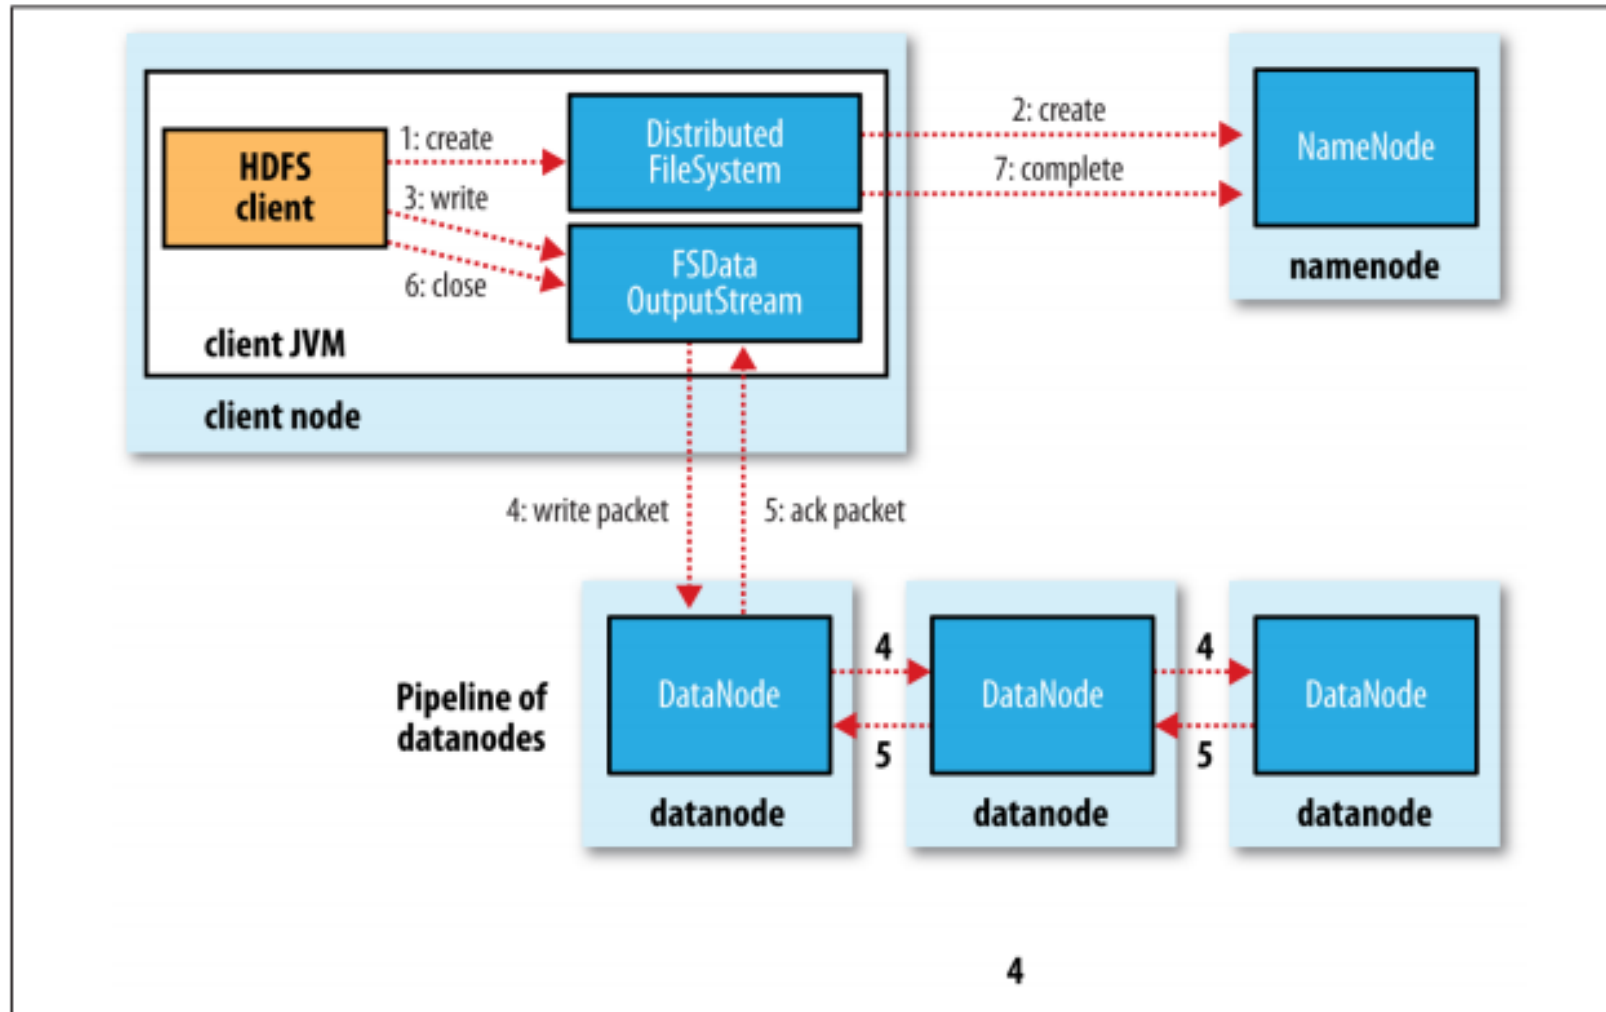 HDFS
client
1: create
3: write
6: close
Distributed
FileSystem
FSData
OutputStream
client JVM
client node
2: create
7: complete
NameNode
namenode
4: write packet
5: ack packet
Pipeline of
datanodes
DataNode
datanode
4
5
DataNode
datanode
4
5
DataNode
datanode
4